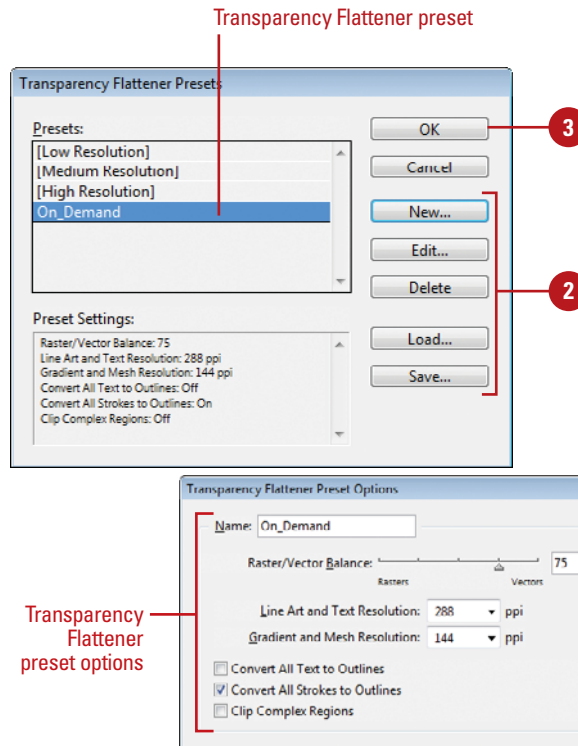 Transparency Flattener preset
Transparency Flattener Presets
Presets:
[Low Resolution]
[Medium Resolution]
[High Resolution]
On_Demand
OK
3
Cancel
New...
Edit...
Delete
2
Load...
Save...
Preset Settings:
Raster/Vector Balance: 75
Line Art and Text Resolution: 288 ppi
Gradient and Mesh Resolution: 144 ppi
Convert All Text to Outlines: Off
Convert All Strokes to Outlines: On
Clip Complex Regions: Off
Transparency Flattener Preset Options
Name: On_Demand
Raster/Vector Balance: 75
Rasters Vectors
Line Art and Text Resolution: 288 ppi
Gradient and Mesh Resolution: 144 ppi
Convert All Text to Outlines
Convert All Strokes to Outlines
Clip Complex Regions
Transparency
Flattener
preset options